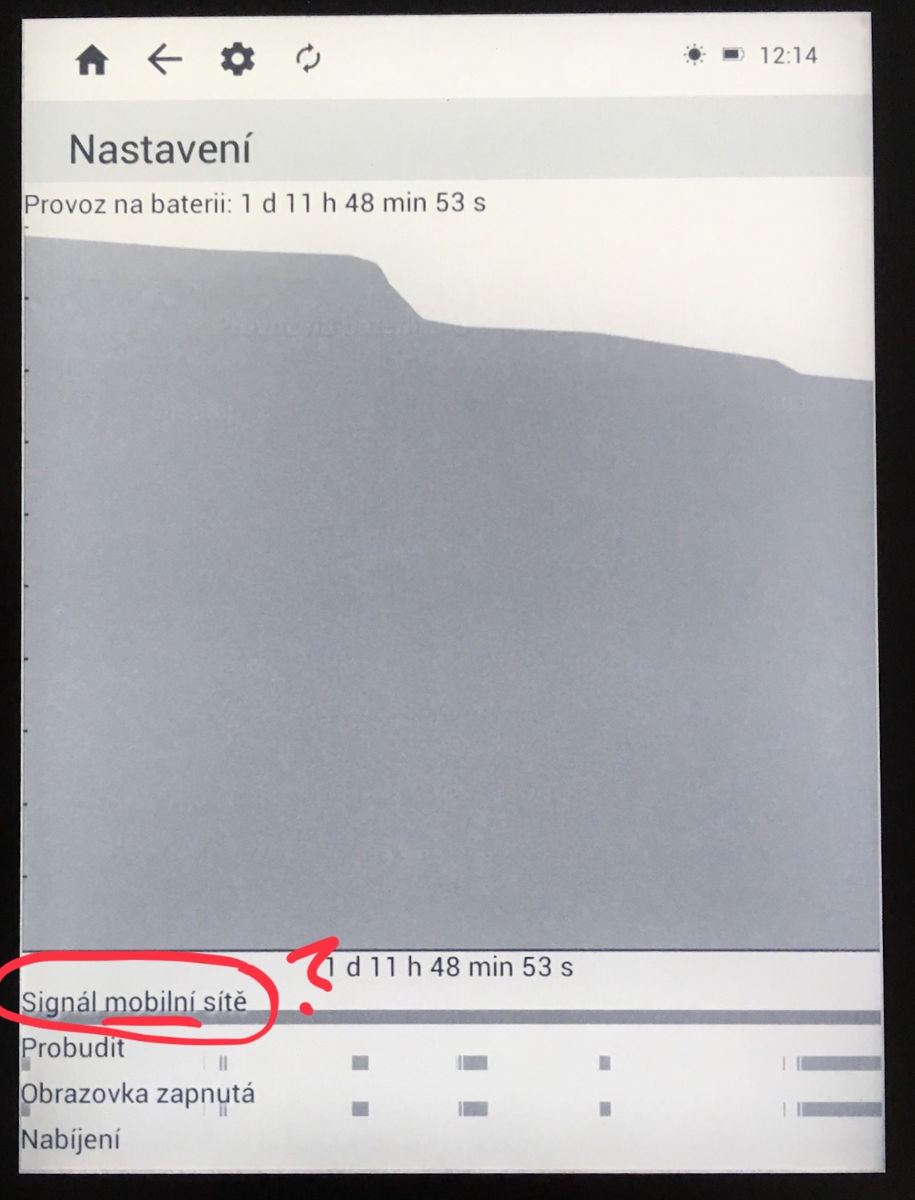 12:14
Nastavení
Provoz na baterii: 1 d 11 h 48 min 53 s
1 d 11 h 48 min 53 s
?
Signál mobilní sítě
Probudit
Obrazovka zapnutá
Nabíjení